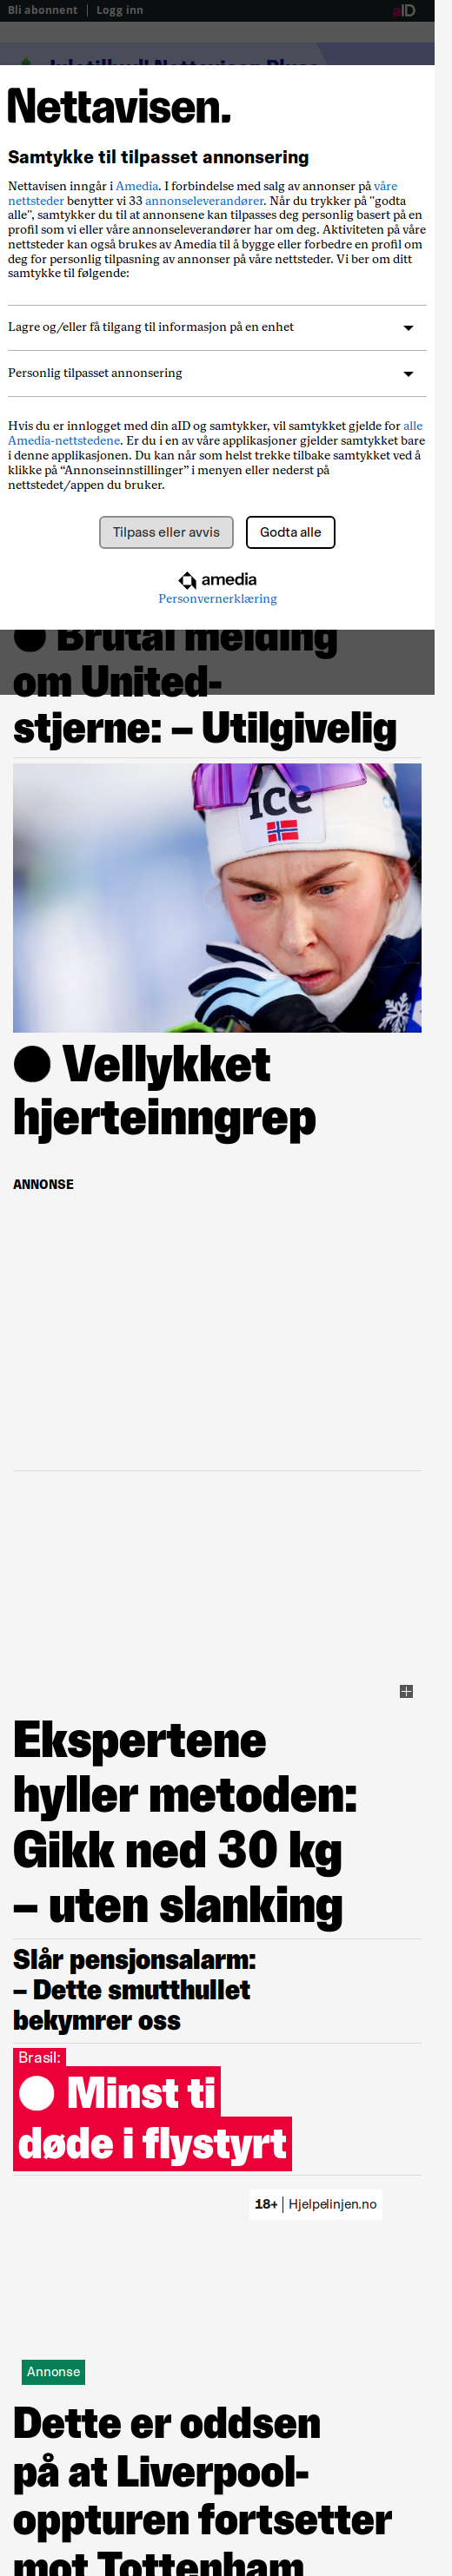 Bli abonnent | Logg inn
aID
Nettavisen.
Samtykke til tilpasset annonsering
Nettavisen inngår i Amedia. I forbindelse med salg av annonser på våre
nettsteder benytter vi 33 annonseleverandører. Når du trykker på "godta
alle", samtykker du til at annonsene kan tilpasses deg personlig basert på en
profil som vi eller våre annonseleverandører har om deg. Aktiviteten på våre
nettsteder kan også brukes av Amedia til å bygge eller forbedre en profil om
deg for personlig tilpasning av annonser på våre nettsteder. Vi ber om ditt
samtykke til følgende:
Lagre og/eller få tilgang til informasjon på en enhet
Personlig tilpasset annonsering
Hvis du er innlogget med din aID og samtykker, vil samtykket gjelde for alle
Amedia-nettstedene. Er du i en av våre applikasjoner gjelder samtykket bare
i denne applikasjonen. Du kan når som helst trekke tilbake samtykket ved å
klikke på “Annonseinnstillinger” i menyen eller nederst på
nettstedet/appen du bruker.
Tilpass eller avvis Godta alle
amedia
Personvernerklæring
Brutal melding
om United-
stjerne: – Utilgivelig
ice
Vellykket
hjerteinngrep
ANNONSE
Ekspertene
hyller metoden:
Gikk ned 30 kg
– uten slanking
Slår pensjonsalarm:
– Dette smutthullet
bekymrer oss
Brasil:
Minst ti
døde i flystyrt
18+ | Hjelpelinjen.no
Annonse
Dette er oddsen
på at Liverpool-
oppturen fortsetter
mot Tottenham